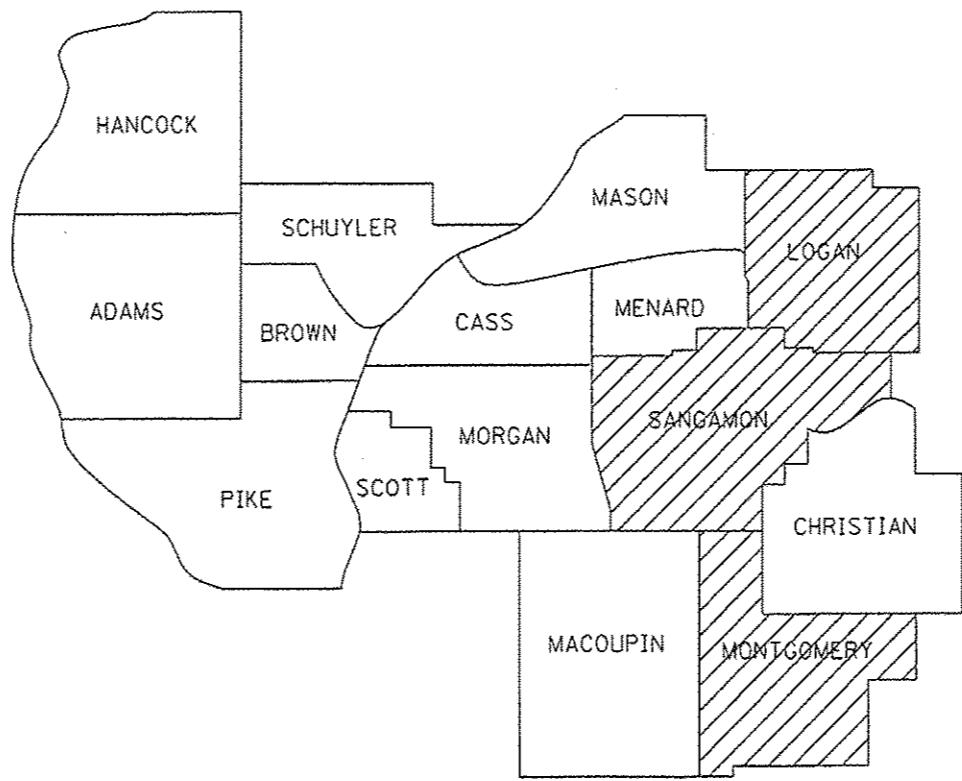 HANCOCK
MASON
SCHUYLER
LOGAN
ADAMS
BROWN
CASS
MENARD
SANGAMON
MORGAN
SCOTT
PIKE
CHRISTIAN
MACOUPIN
MONTGOMERY